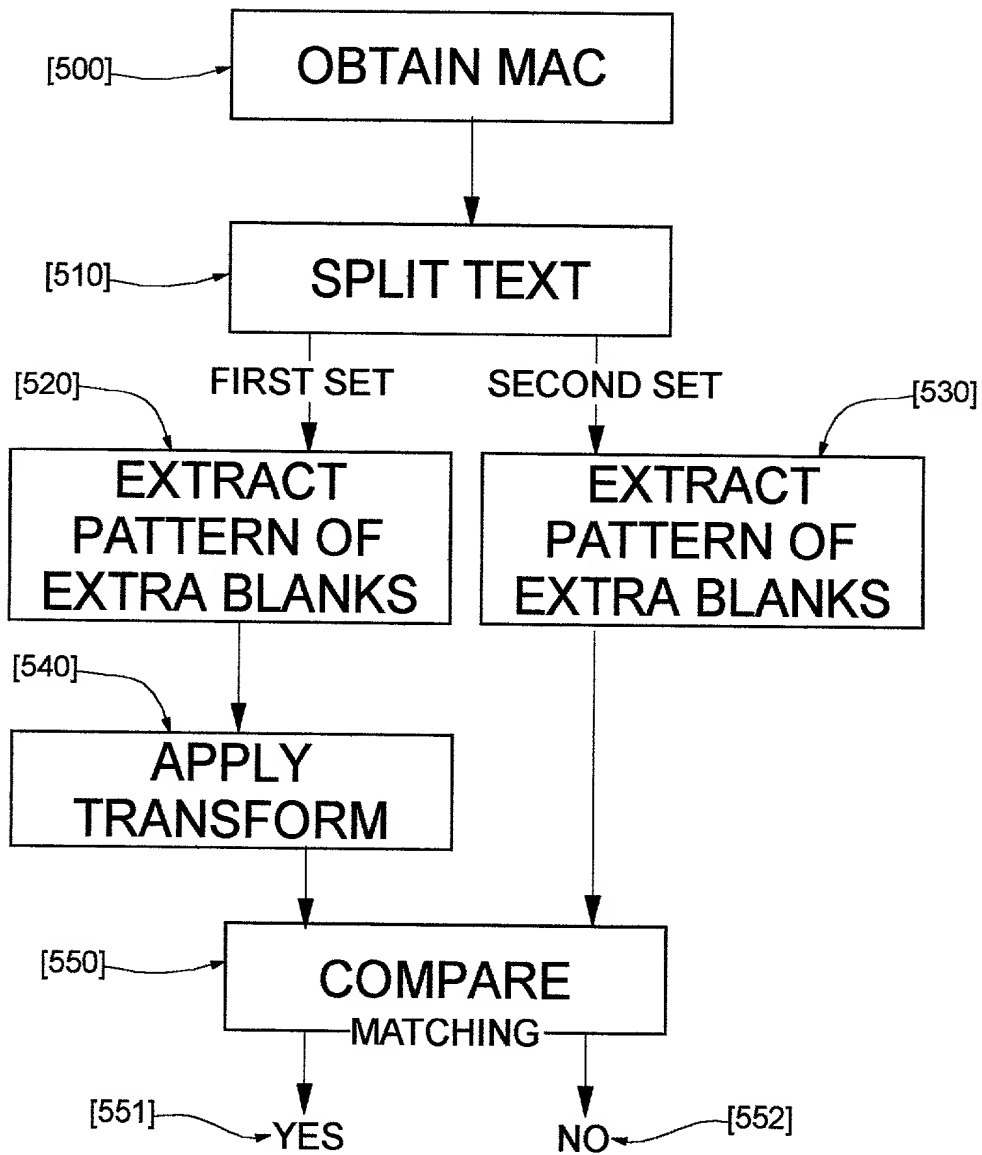 [500] OBTAIN MAC
[510] SPLIT TEXT
FIRST SET SECOND SET
[520] [530]
EXTRACT
PATTERN OF
EXTRA BLANKS
EXTRACT
PATTERN OF
EXTRA BLANKS
[540]
APPLY
TRANSFORM
[550] COMPARE
MATCHING
[551] YES
NO [552]